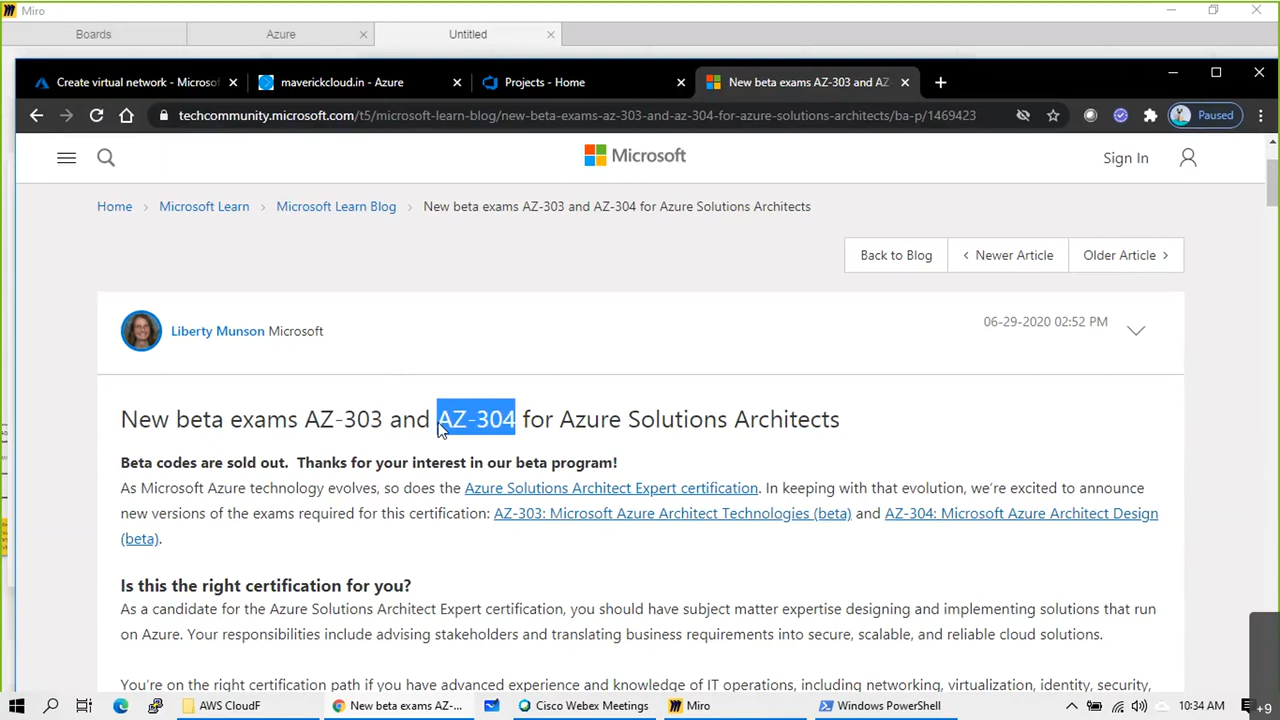 Miro
Boards
Azure
Untitled
Create virtual network - Microsof
maverickcloud.in - Azure
Projects - Home
New beta exams AZ-303 and AZ
techcommunity.microsoft.com/t5/microsoft-learn-blog/new-beta-exams-az-303-and-az-304-for-azure-solutions-architects/ba-p/1469423
Paused
Microsoft
Sign In
Home > Microsoft Learn > Microsoft Learn Blog > New beta exams AZ-303 and AZ-304 for Azure Solutions Architects
Back to Blog
< Newer Article
Older Article >
Liberty Munson Microsoft
06-29-2020 02:52 PM
New beta exams AZ-303 and AZ-304 for Azure Solutions Architects
Beta codes are sold out.  Thanks for your interest in our beta program!
As Microsoft Azure technology evolves, so does the Azure Solutions Architect Expert certification. In keeping with that evolution, we're excited to announce
new versions of the exams required for this certification: AZ-303: Microsoft Azure Architect Technologies (beta) and AZ-304: Microsoft Azure Architect Design
(beta).
Is this the right certification for you?
As a candidate for the Azure Solutions Architect Expert certification, you should have subject matter expertise designing and implementing solutions that run
on Azure. Your responsibilities include advising stakeholders and translating business requirements into secure, scalable, and reliable cloud solutions.
You're on the right certification path if you have advanced experience and knowledge of IT operations, including networking, virtualization, identity, security,
AWS CloudF
New beta exams AZ-...
Cisco Webex Meetings
Miro
Windows PowerShell
10:34 AM
+9